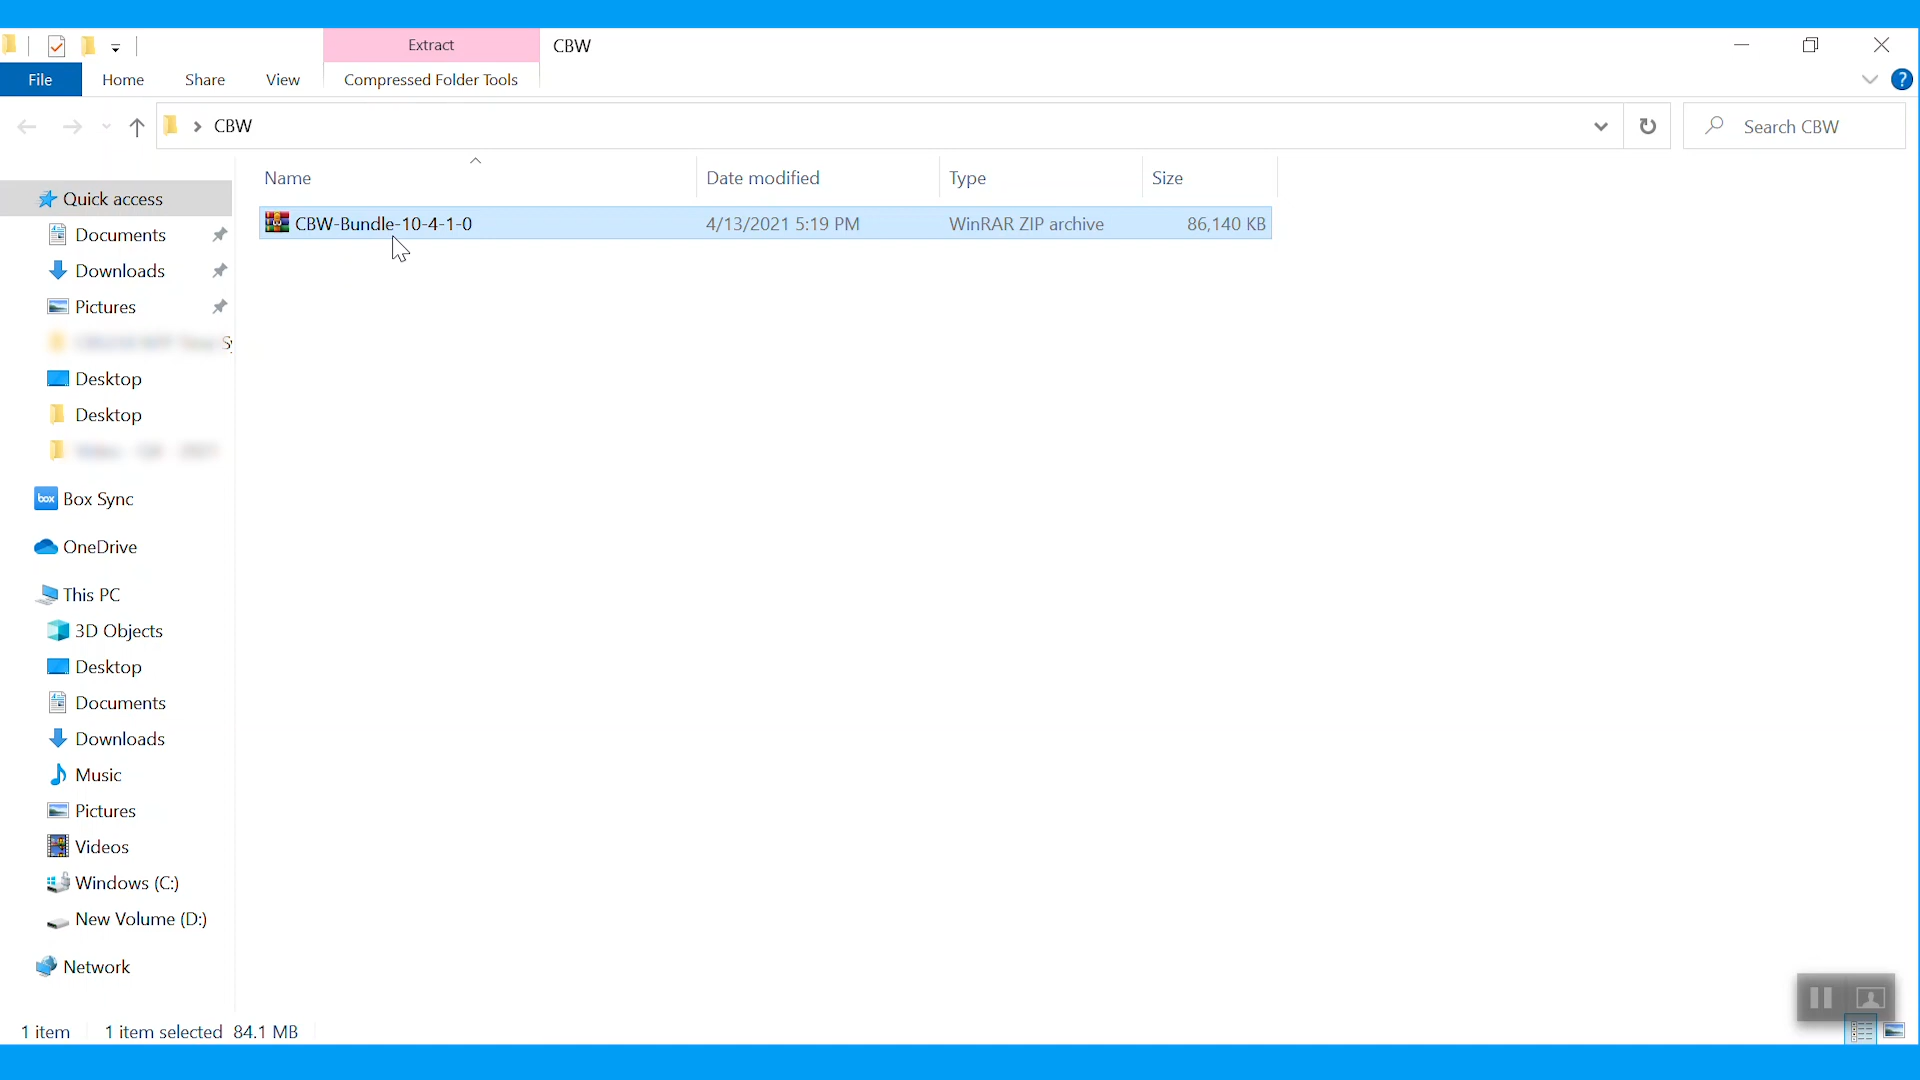 Extract
CBW
File
Home
Share
View
Compressed Folder Tools
?
CBW
Search CBW
Name
Date modified
Type
Size
CBW-Bundle-10-4-1-0
4/13/2021 5:19 PM
WinRAR ZIP archive
86,140 KB
Quick access
Documents
Downloads
Pictures
Desktop
Desktop
box
Box Sync
OneDrive
This PC
3D Objects
Desktop
Documents
Downloads
Music
Pictures
Videos
Windows (C:)
New Volume (D:)
Network
1 item
1 item selected
84.1 MB